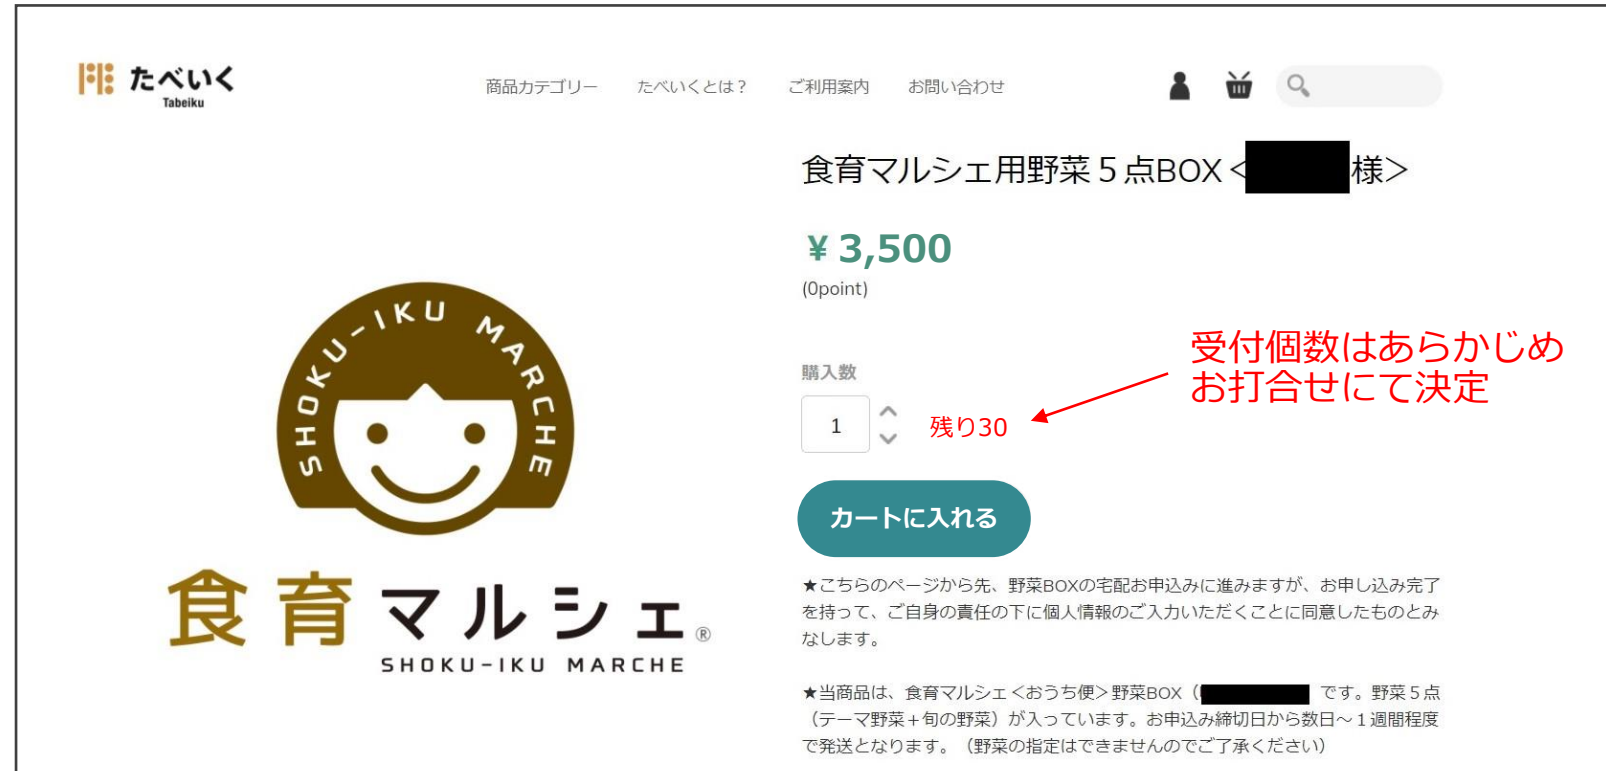 たべいく
Tabeiku
商品カテゴリー たべいくとは？ ご利用案内 お問い合わせ
食育マルシェ用野菜５点BOX＜ 様＞
¥ 3,500
(0point)
購入数
1
残り30
受付個数はあらかじめ
お打合せにて決定
カートに入れる
★こちらのページから先、野菜BOXの宅配お申込みに進みますが、お申し込み完了
を持って、ご自身の責任の下に個人情報のご入力いただくことに同意したものとみ
なします。
★当商品は、食育マルシェ＜おうち便＞野菜BOX（ です。野菜５点
（テーマ野菜＋旬の野菜）が入っています。お申込み締切日から数日～１週間程度
で発送となります。（野菜の指定はできませんのでご了承ください）
SHOKU-IKU MARCHE
食育マルシェ®
SHOKU-IKU MARCHE